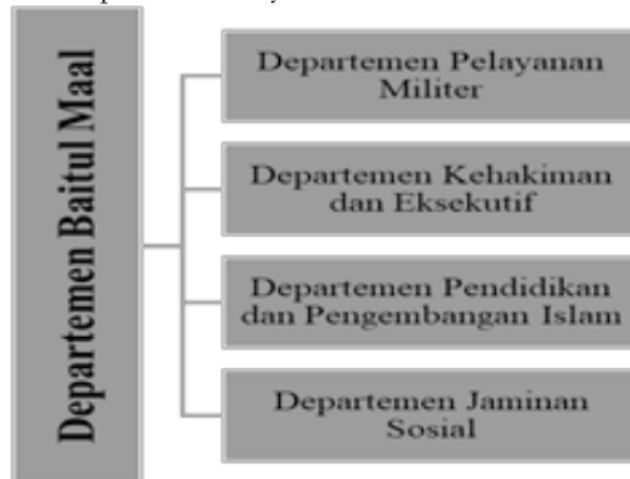 Departemen Baitul Maal
Departemen Pelayanan
Militer
Departemen Kehakiman
dan Eksekutif
Departemen Pendidikan
dan Pengembangan Islam
Departemen Jaminan
Sosial